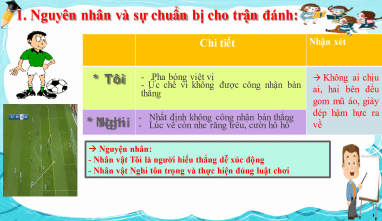 1. Nguyên nhân và sự chuẩn bị cho trận đánh:
Chi tiết
Nhận xét
* Tôi
- Pha bóng việt vị
- Ức chế vì không được công nhận bàn
thắng
* Nghi
- Nhất định không công nhận bàn thắng
- Lúc về còn nhe răng trêu, cười hô hố
→ Không ai chịu
ai, hai bên đều
gom mũ áo, giày
dép hậm hực ra
về
→ Nguyên nhân:
- Nhân vật Tôi là người hiếu thắng dễ xúc động
- Nhân vật Nghi tôn trọng và thực hiện đúng luật chơi